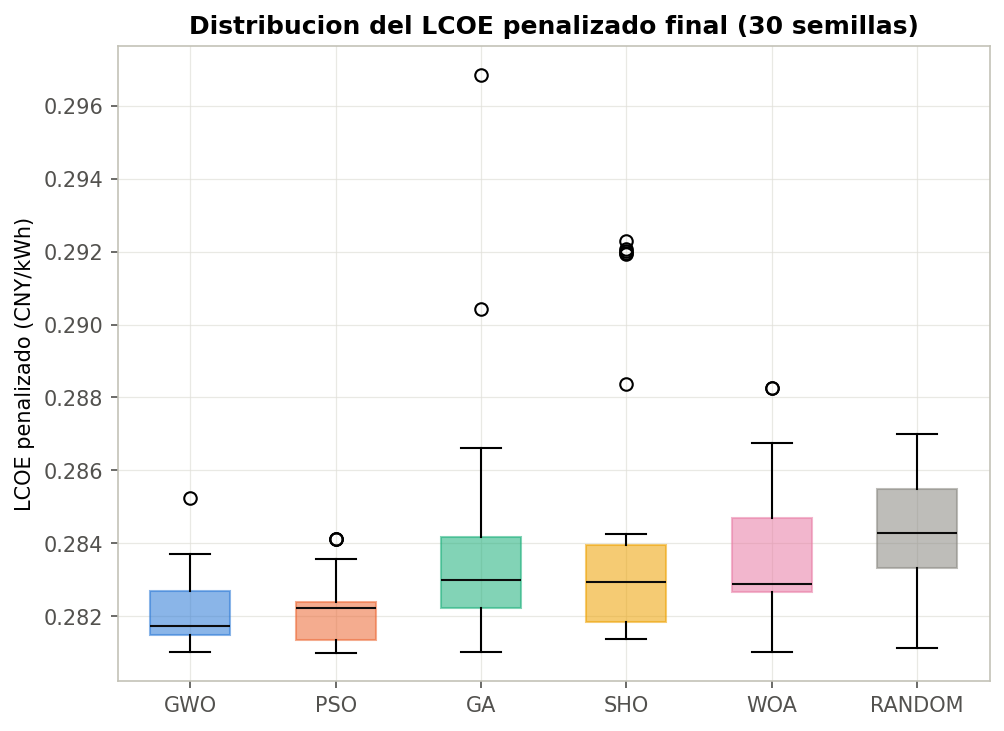 Distribucion del LCOE penalizado final (30 semillas)
LCOE penalizado (CNY/kWh)
0.296
0.294
0.292
0.290
0.288
0.286
0.284
0.282
GWO PSO GA SHO WOA RANDOM